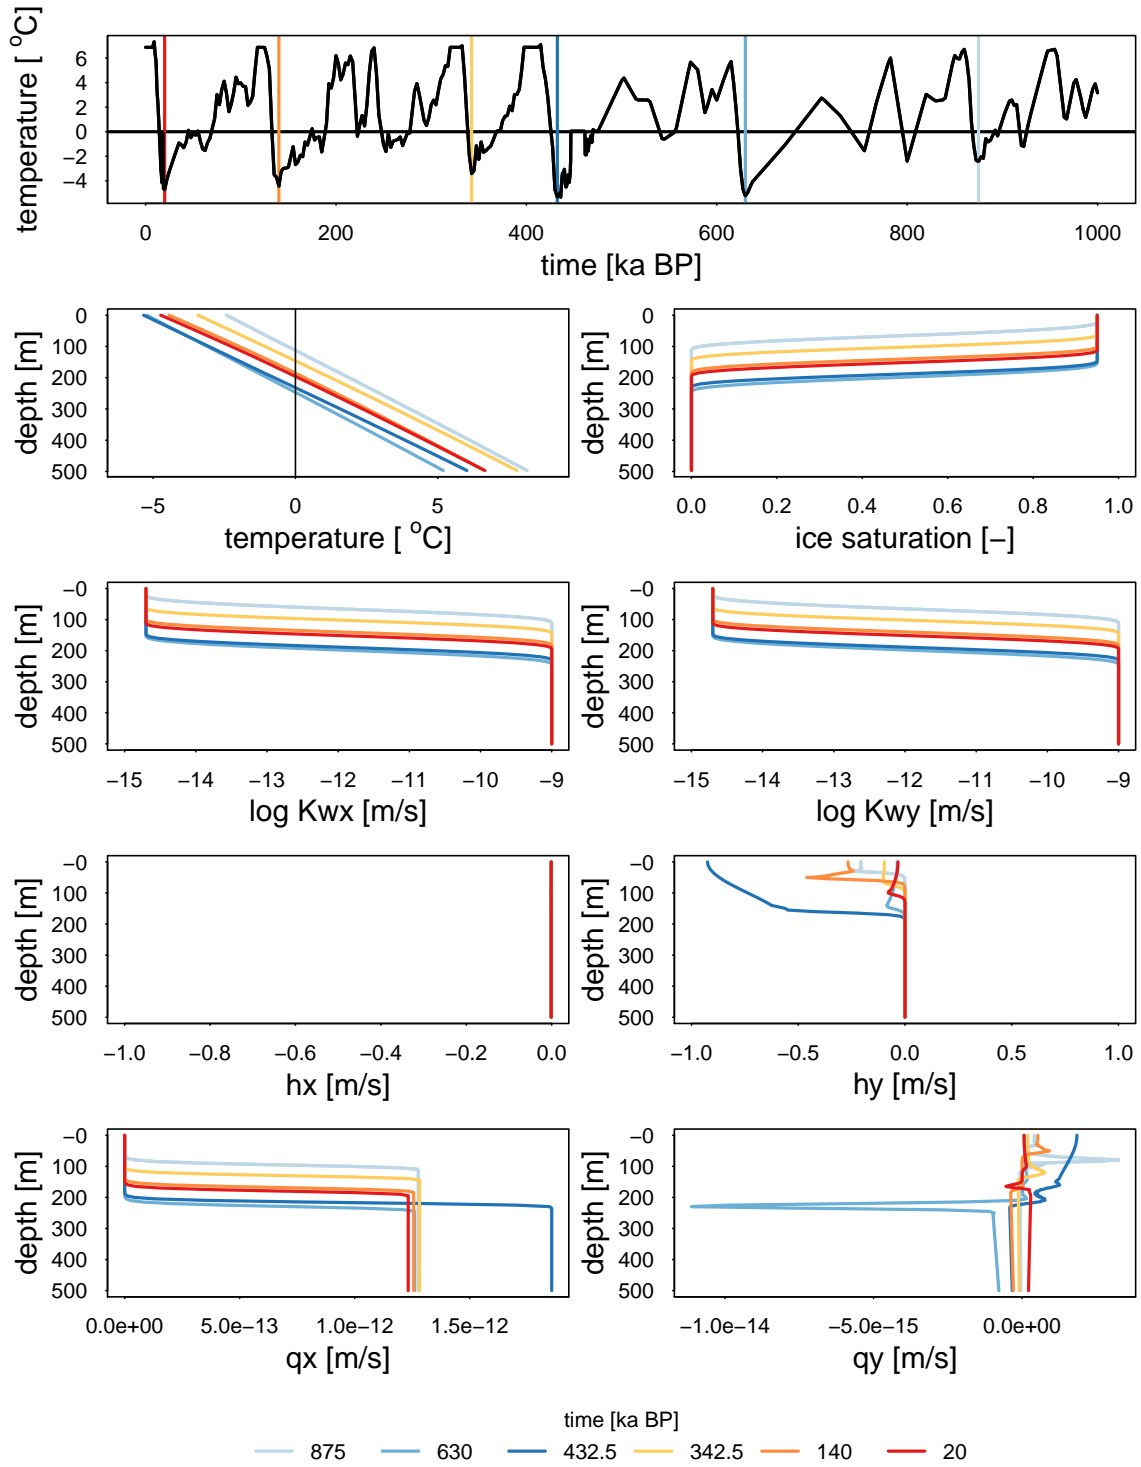 temperature [ °C]
6
4
2
0
−2
−4
0 200 400 600 800 1000
time [ka BP]
depth [m]
0
100
200
300
400
500
−5 0 5
temperature [ °C]
depth [m]
0
100
200
300
400
500
0.0 0.2 0.4 0.6 0.8 1.0
ice saturation [−]
depth [m]
−0
100
200
300
400
500
−15 −14 −13 −12 −11 −10 −9
log Kwx [m/s]
depth [m]
−0
100
200
300
400
500
−15 −14 −13 −12 −11 −10 −9
log Kwy [m/s]
depth [m]
−0
100
200
300
400
500
−1.0 −0.8 −0.6 −0.4 −0.2 0.0
hx [m/s]
depth [m]
−0
100
200
300
400
500
−1.0 −0.5 0.0 0.5 1.0
hy [m/s]
depth [m]
−0
100
200
300
400
500
0.0e+00 5.0e−13 1.0e−12 1.5e−12
qx [m/s]
depth [m]
−0
100
200
300
400
500
−1.0e−14 −5.0e−15 0.0e+00
qy [m/s]
time [ka BP]
875 630 432.5 342.5 140 20